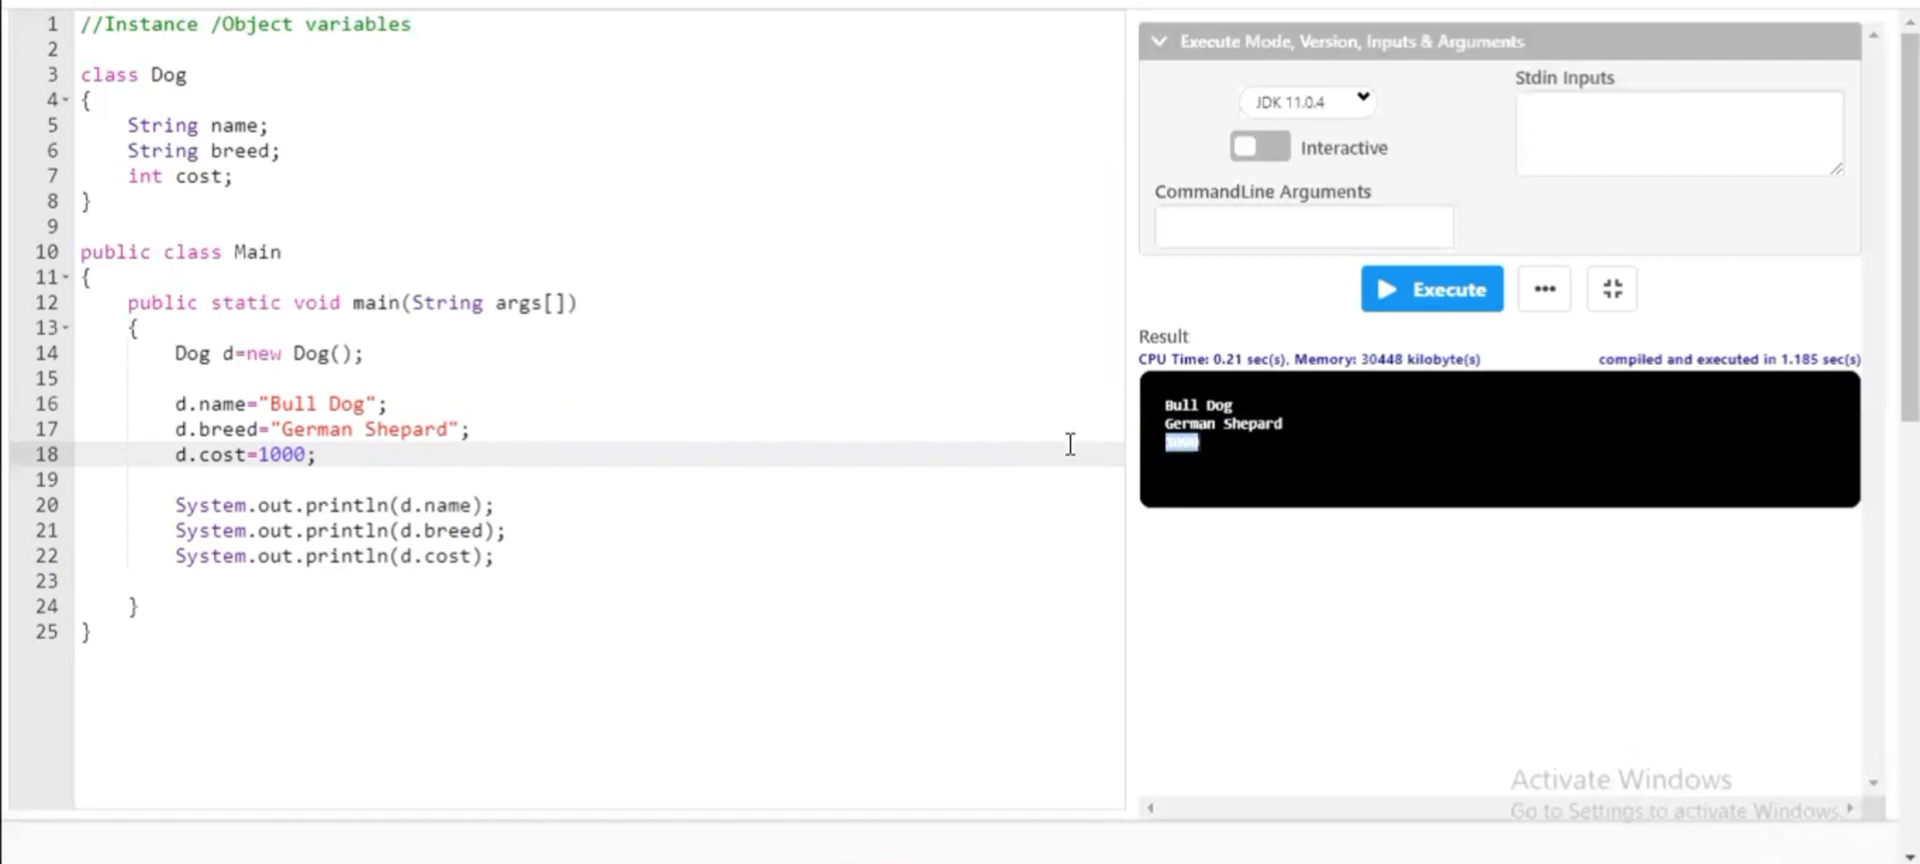 1 //Instance /Object variables
2
3 class Dog
4 {
5 String name;
6 String breed;
7 int cost;
8 }
9
10 public class Main
11 {
12 public static void main(String args[])
13 {
14 Dog d=new Dog();
15
16 d.name="Bull Dog";
17 d.breed="German Shepard";
18 d.cost=1000;
19
20 System.out.println(d.name);
21 System.out.println(d.breed);
22 System.out.println(d.cost);
23
24 }
25 }
Execute Mode, Version, Inputs & Arguments
JDK 11.0.4
Stdin Inputs
Interactive
CommandLine Arguments
Execute
Result
CPU Time: 0.21 sec(s), Memory: 30448 kilobyte(s)
compiled and executed in 1.185 sec(s)
Bull Dog
German Shepard
1000
Activate Windows
Go to Settings to activate Windows.